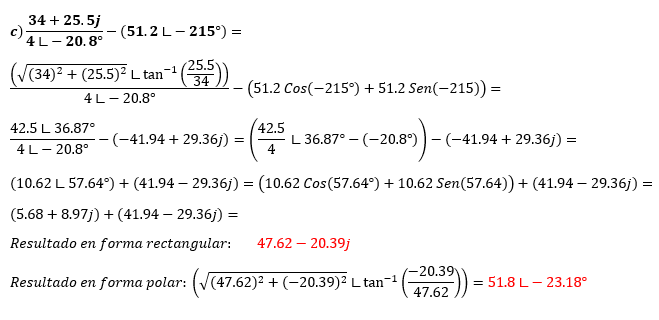 c) (34 + 25.5j)/(4 ∟ − 20.8°) − (51.2 ∟ − 215°) =
(√((34)² + (25.5)²) ∟ tan⁻¹ (25.5/34))/(4 ∟ − 20.8°) − (51.2 Cos(−215°) + 51.2 Sen(−215)) =
(42.5 ∟ 36.87°)/(4 ∟ − 20.8°) − (−41.94 + 29.36j) = (42.5/4 ∟ 36.87° − (−20.8°)) − (−41.94 + 29.36j) =
(10.62 ∟ 57.64°) + (41.94 − 29.36j) = (10.62 Cos(57.64°) + 10.62 Sen(57.64)) + (41.94 − 29.36j) =
(5.68 + 8.97j) + (41.94 − 29.36j) =
Resultado en forma rectangular: 47.62 − 20.39j
Resultado en forma polar: (√((47.62)² + (−20.39)²) ∟ tan⁻¹ (−20.39/47.62)) = 51.8 ∟ − 23.18°